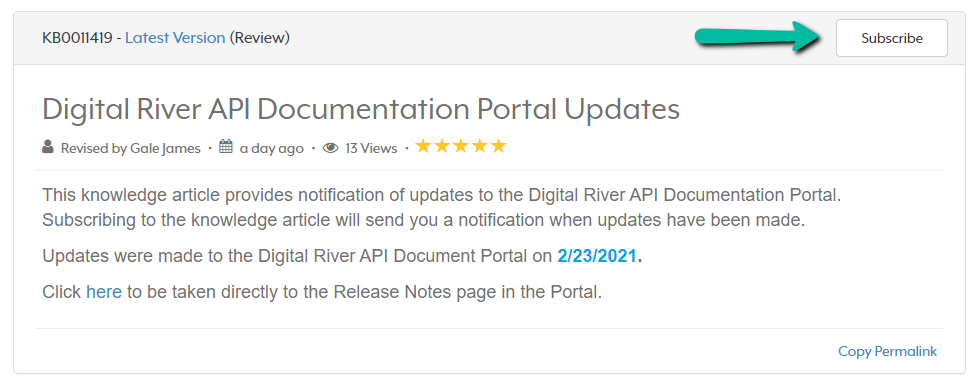 KB0011419 - Latest Version (Review)
Subscribe
Digital River API Documentation Portal Updates
Revised by Gale James · a day ago · 13 Views · ★★★★★
This knowledge article provides notification of updates to the Digital River API Documentation Portal.
Subscribing to the knowledge article will send you a notification when updates have been made.
Updates were made to the Digital River API Document Portal on 2/23/2021.
Click here to be taken directly to the Release Notes page in the Portal.
Copy Permalink